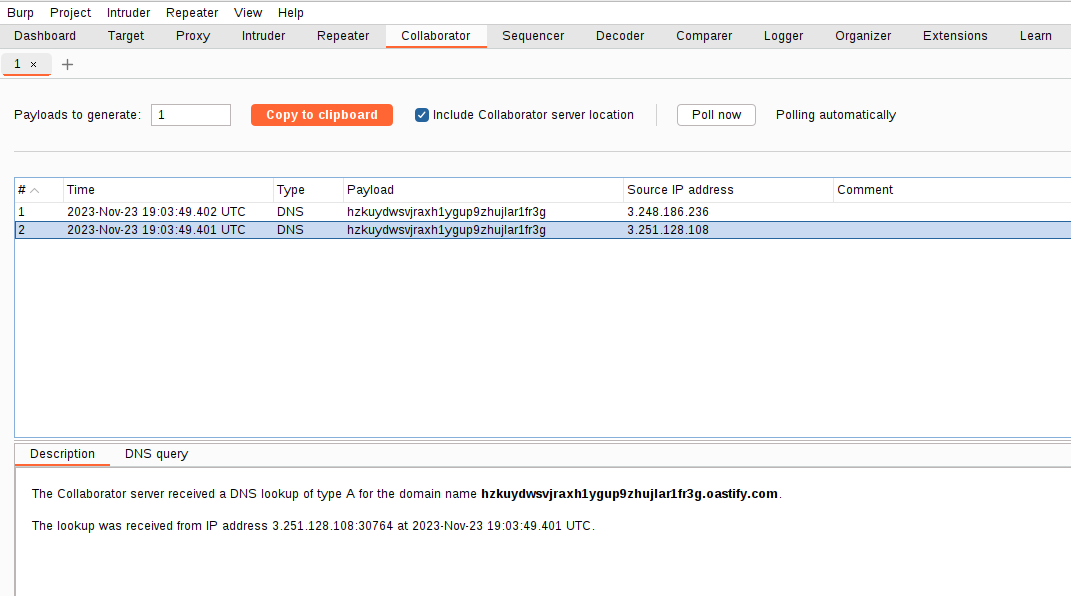 Burp Project Intruder Repeater View Help
Dashboard Target Proxy Intruder Repeater Collaborator Sequencer Decoder Comparer Logger Organizer Extensions Learn
1 × +
Payloads to generate: 1 Copy to clipboard Include Collaborator server location Poll now Polling automatically
# Time Type Payload Source IP address Comment
1 2023-Nov-23 19:03:49.402 UTC DNS hzkuydwsvjraxh1ygup9zhujlar1fr3g 3.248.186.236
2 2023-Nov-23 19:03:49.401 UTC DNS hzkuydwsvjraxh1ygup9zhujlar1fr3g 3.251.128.108
Description DNS query
The Collaborator server received a DNS lookup of type A for the domain name hzkuydwsvjraxh1ygup9zhujlar1fr3g.oastify.com.
The lookup was received from IP address 3.251.128.108:30764 at 2023-Nov-23 19:03:49.401 UTC.